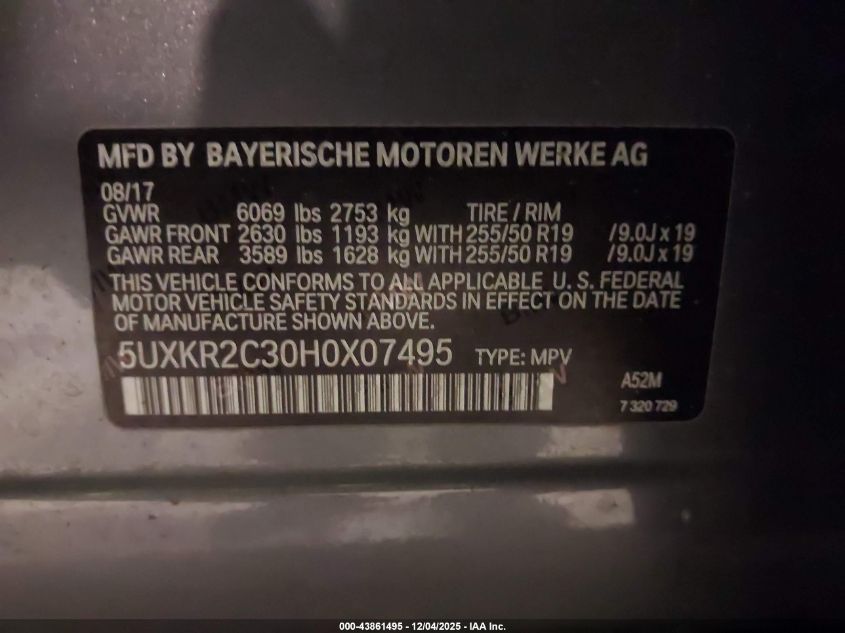 MFD BY BAYERISCHE MOTOREN WERKE AG
08/17
GVWR 6069 lbs 2753 kg TIRE / RIM
GAWR FRONT 2630 lbs 1193 kg WITH 255/50 R19 /9.0J x 19
GAWR REAR 3589 lbs 1628 kg WITH 255/50 R19 /9.0J x 19
THIS VEHICLE CONFORMS TO ALL APPLICABLE U. S. FEDERAL
MOTOR VEHICLE SAFETY STANDARDS IN EFFECT ON THE DATE
OF MANUFACTURE SHOWN ABOVE.
5UXKR2C30H0X07495 TYPE: MPV
A52M
7 320 729
000-43861495 - 12/04/2025 - IAA Inc.